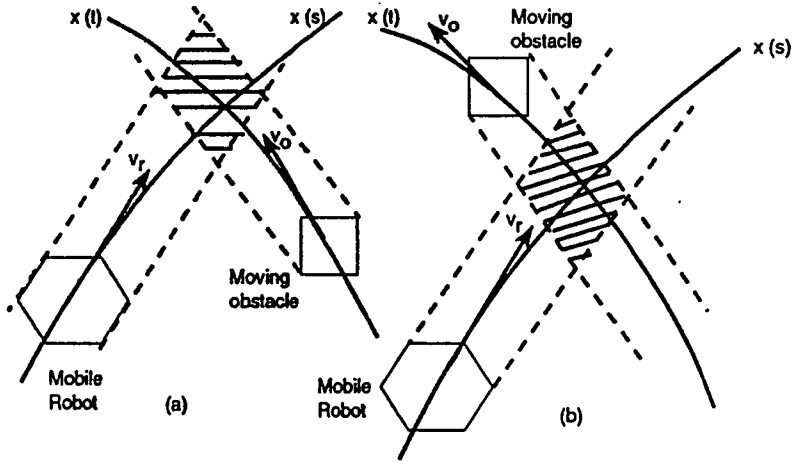 x (t)
x (s)
v_o
v_r
Moving
obstacle
Mobile
Robot
(a)
x (t)
v_o
Moving
obstacle
x (s)
v_r
Mobile
Robot
(b)